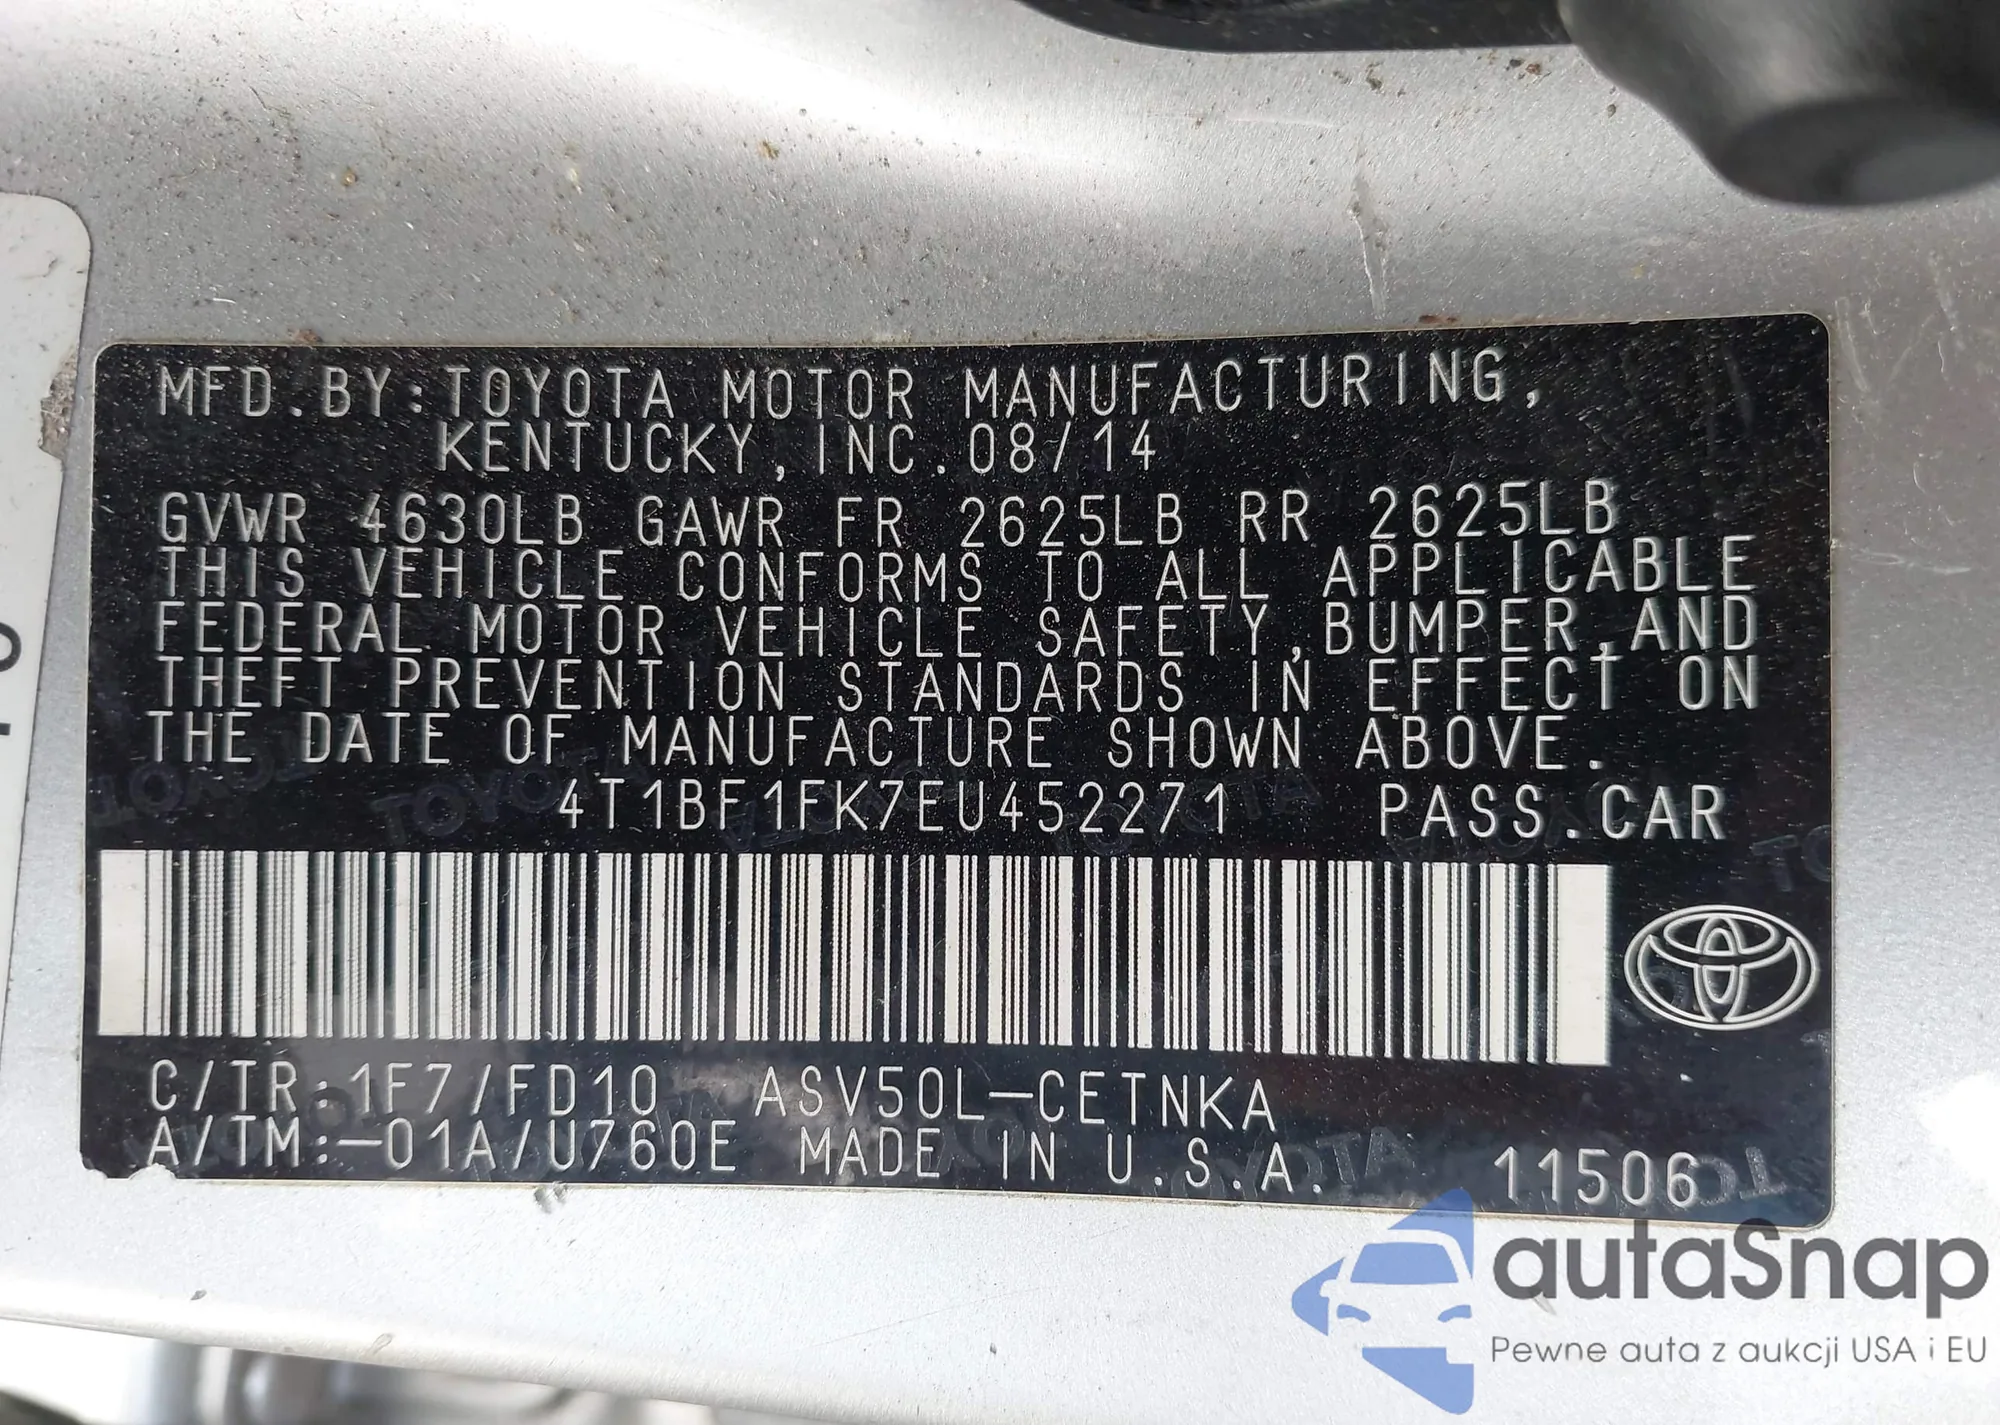 MFD.BY:TOYOTA MOTOR MANUFACTURING,
KENTUCKY,INC.08/14
GVWR 4630LB GAWR FR 2625LB RR 2625LB
THIS VEHICLE CONFORMS TO ALL APPLICABLE
FEDERAL MOTOR VEHICLE SAFETY,BUMPER,AND
THEFT PREVENTION STANDARDS IN EFFECT ON
THE DATE OF MANUFACTURE SHOWN ABOVE.
4T1BF1FK7EU452271 PASS.CAR
C/TR:1F7/FD10 ASV50L-CETNKA
A/TM:-01A/U760E MADE IN U.S.A. 11506
autaSnap
Pewne auta z aukcji USA i EU